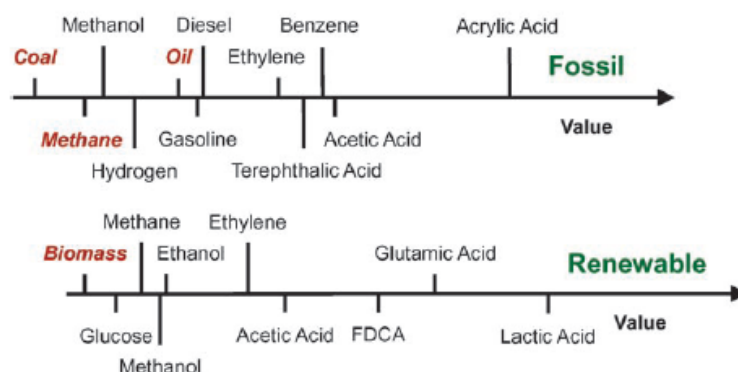 Methanol Diesel Benzene Acrylic Acid
Coal Oil Ethylene Fossil
Methane Gasoline Acetic Acid Value
Hydrogen Terephthalic Acid
Methane Ethylene
Biomass Ethanol Glutamic Acid Renewable
Glucose Acetic Acid FDCA Lactic Acid Value
Methanol